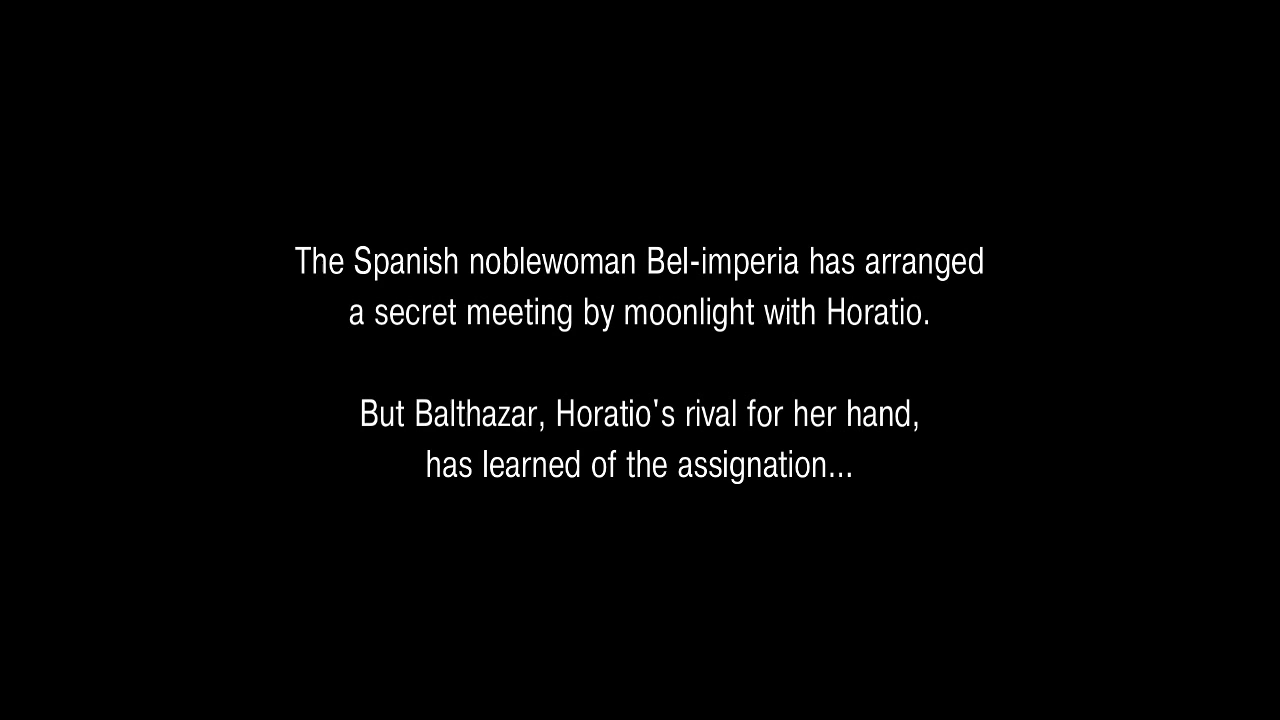 The Spanish noblewoman Bel-imperia has arranged
a secret meeting by moonlight with Horatio.
But Balthazar, Horatio's rival for her hand,
has learned of the assignation...